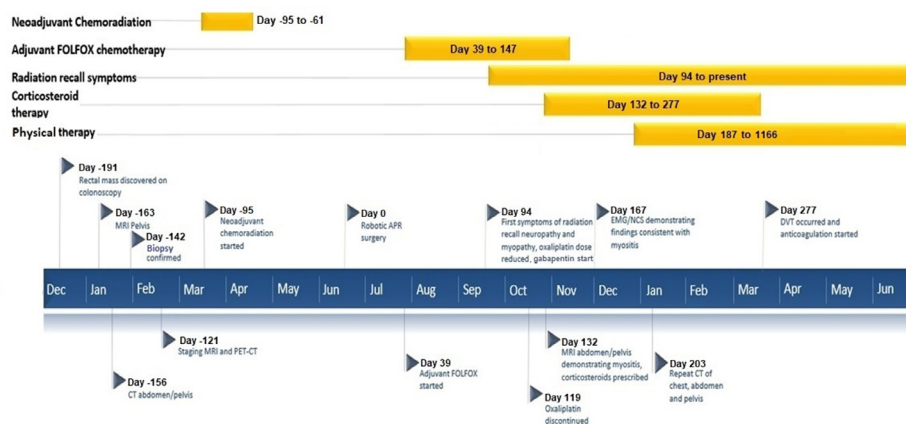 Neoadjuvant Chemoradiation
Day -95 to -61
Adjuvant FOLFOX chemotherapy
Day 39 to 147
Radiation recall symptoms
Day 94 to present
Corticosteroid
therapy
Day 132 to 277
Physical therapy
Day 187 to 1166
Day -191
Rectal mass discovered on
colonoscopy
Day -163
MRI Pelvis
Day -142
Biopsy
confirmed
Day -95
Neoadjuvant
chemoradiation
started
Day 0
Robotic APR
surgery
Day 94
First symptoms of radiation
recall neuropathy and
myopathy, oxaliplatin dose
reduced, gabapentin start
Day 167
EMG/NCS demonstrating
findings consistent with
myositis
Day 277
DVT occurred and
anticoagulation started
Dec Jan Feb Mar Apr May Jun Jul Aug Sep Oct Nov Dec Jan Feb Mar Apr May Jun
Day -121
Staging MRI and PET-CT
Day -156
CT abdomen/pelvis
Day 39
Adjuvant FOLFOX
started
Day 119
Oxaliplatin
discontinued
Day 132
MRI abdomen/pelvis
demonstrating myositis,
corticosteroids prescribed
Day 203
Repeat CT of
chest, abdomen
and pelvis